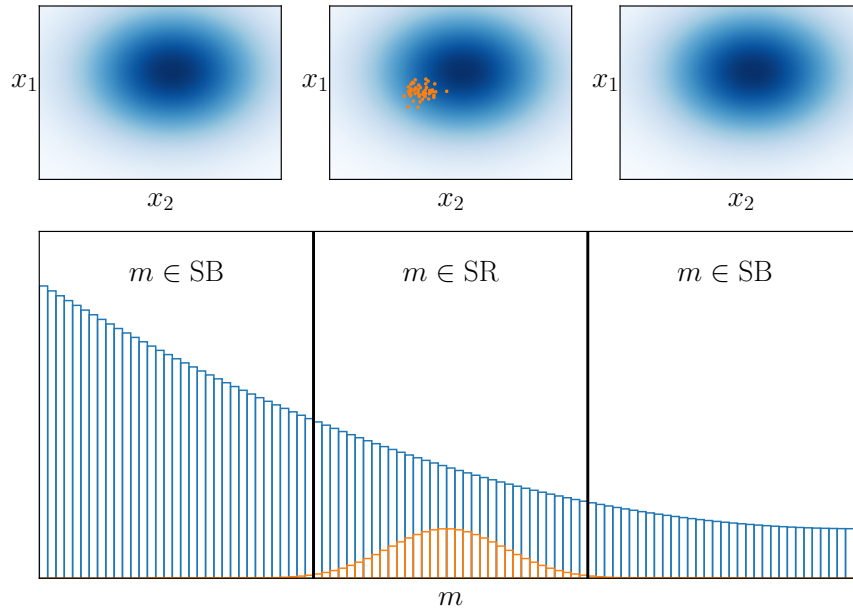 x₁ x₁ x₁
x₂ x₂ x₂
m ∈ SB m ∈ SR m ∈ SB
m